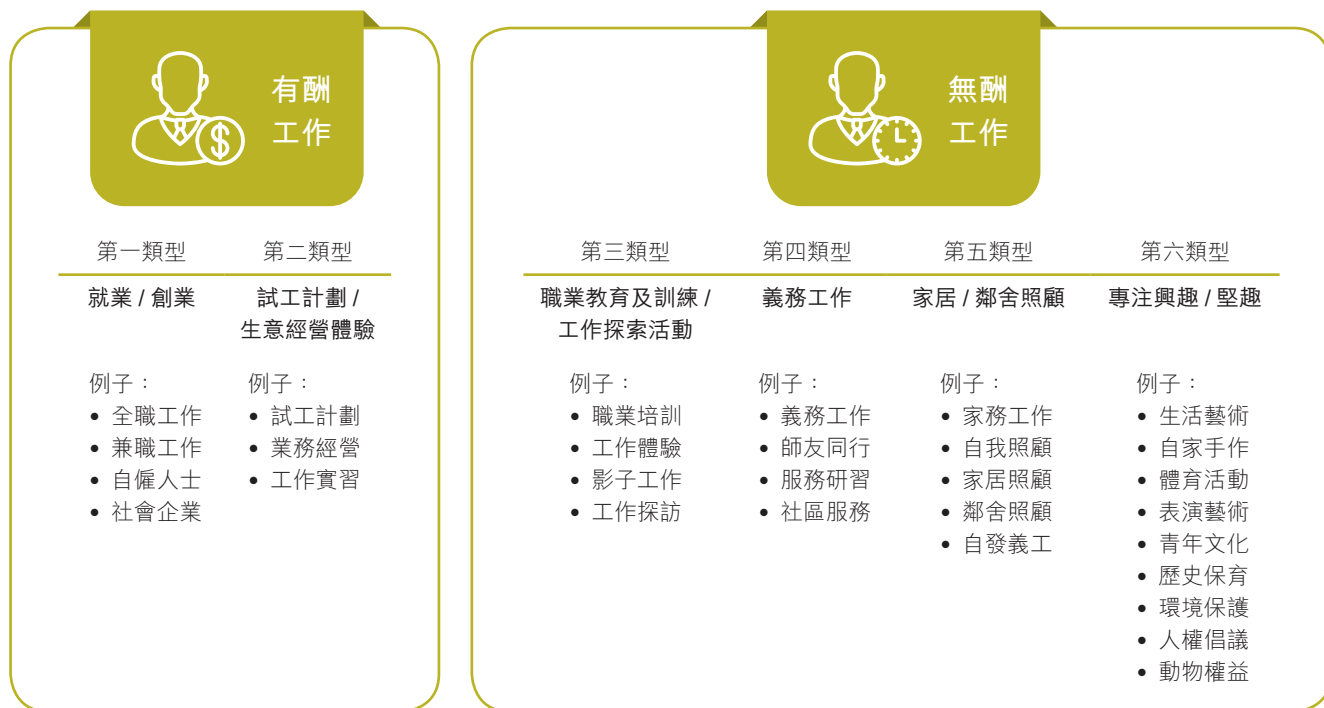 有酬
工作
第一類型
就業 / 創業
例子：
• 全職工作
• 兼職工作
• 自僱人士
• 社會企業
第二類型
試工計劃 /
生意經營體驗
例子：
• 試工計劃
• 業務經營
• 工作實習
無酬
工作
第三類型
職業教育及訓練 /
工作探索活動
例子：
• 職業培訓
• 工作體驗
• 影子工作
• 工作探訪
第四類型
義務工作
例子：
• 義務工作
• 師友同行
• 服務研習
• 社區服務
第五類型
家居 / 鄰舍照顧
例子：
• 家務工作
• 自我照顧
• 家居照顧
• 鄰舍照顧
• 自發義工
第六類型
專注興趣 / 堅趣
例子：
• 生活藝術
• 自家手作
• 體育活動
• 表演藝術
• 青年文化
• 歷史保育
• 環境保護
• 人權倡議
• 動物權益